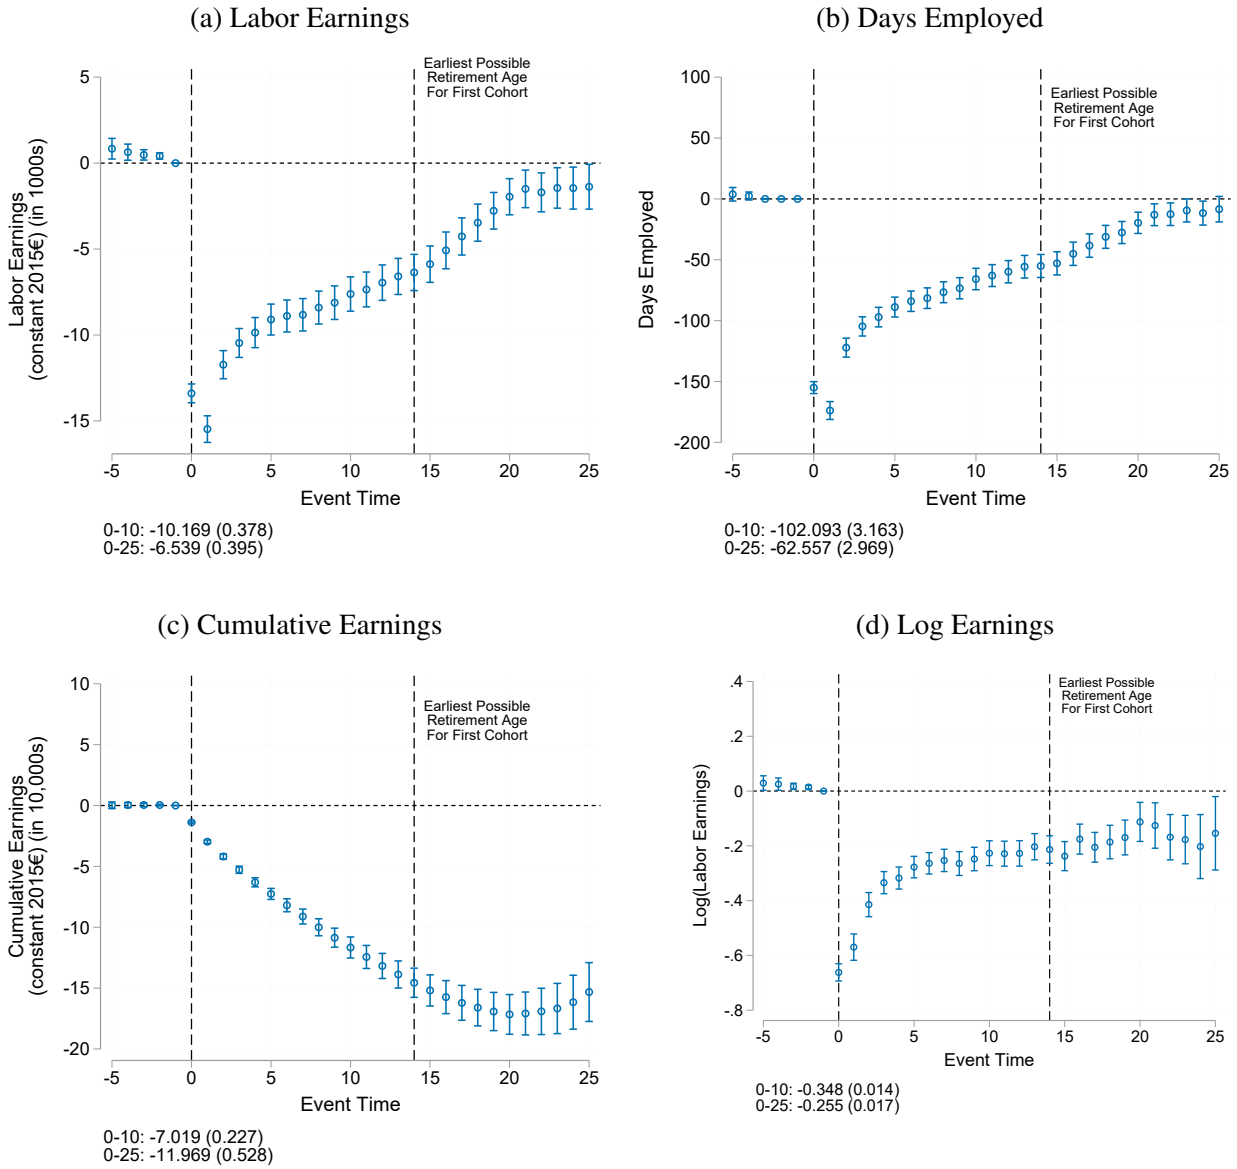 (a) Labor Earnings
Earliest Possible
Retirement Age
For First Cohort
5
0
-5
-10
-15
Labor Earnings
(constant 2015€) (in 1000s)
-5 0 5 10 15 20 25
Event Time
0-10: -10.169 (0.378)
0-25: -6.539 (0.395)
(b) Days Employed
Earliest Possible
Retirement Age
For First Cohort
100
50
0
-50
-100
-150
-200
Days Employed
-5 0 5 10 15 20 25
Event Time
0-10: -102.093 (3.163)
0-25: -62.557 (2.969)
(c) Cumulative Earnings
Earliest Possible
Retirement Age
For First Cohort
10
5
0
-5
-10
-15
-20
Cumulative Earnings
(constant 2015€) (in 10,000s)
-5 0 5 10 15 20 25
Event Time
0-10: -7.019 (0.227)
0-25: -11.969 (0.528)
(d) Log Earnings
Earliest Possible
Retirement Age
For First Cohort
.4
.2
0
-.2
-.4
-.6
-.8
Log(Labor Earnings)
-5 0 5 10 15 20 25
Event Time
0-10: -0.348 (0.014)
0-25: -0.255 (0.017)